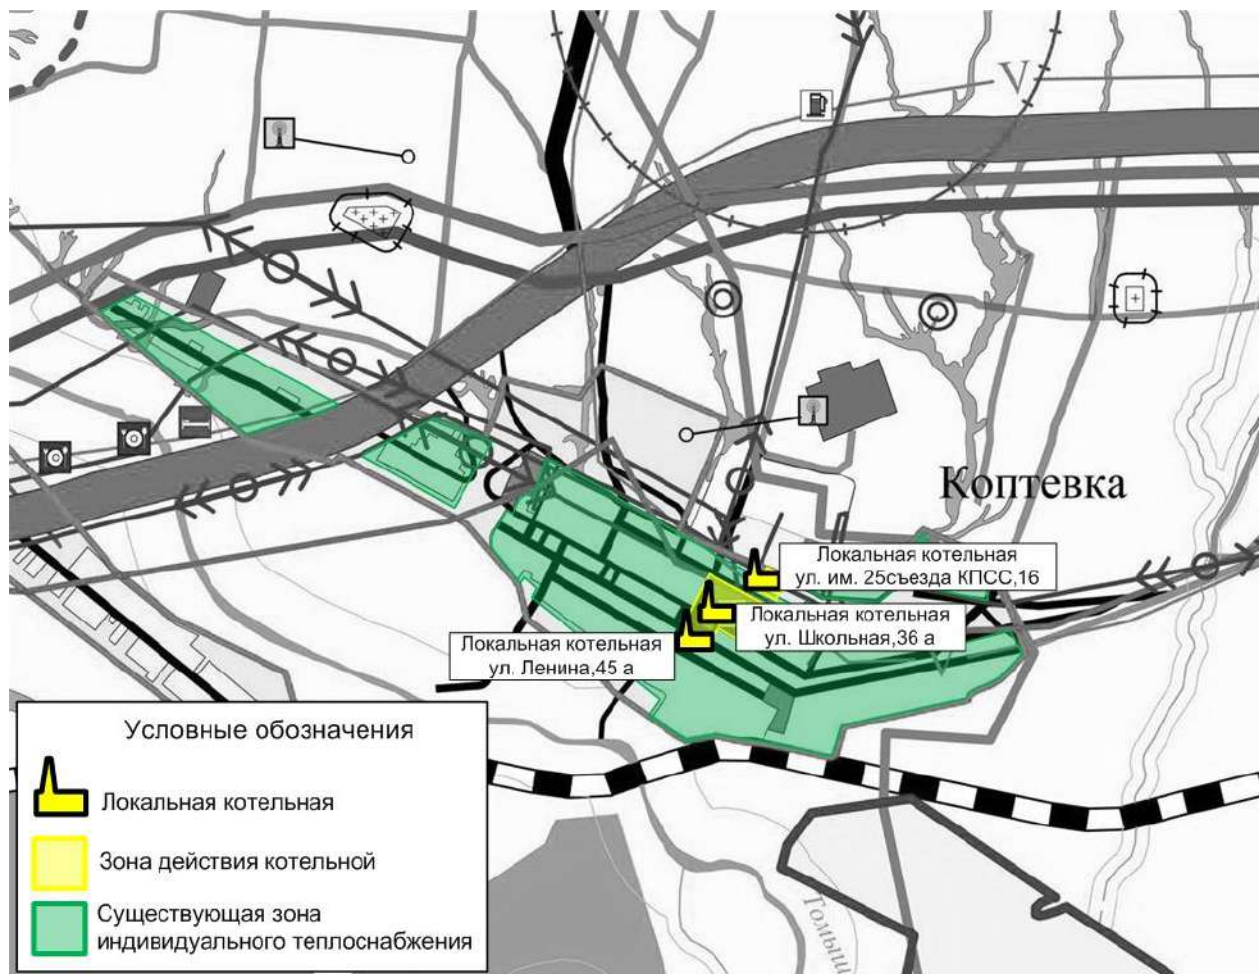 V
Коптевка
Локальная котельная
ул. им. 25съезда КПСС,16
Локальная котельная
ул. Школьная,36 а
Локальная котельная
ул. Ленина,45 а
V
Условные обозначения
Локальная котельная
Зона действия котельной
Существующая зона
индивидуального теплоснабжения
Томыш